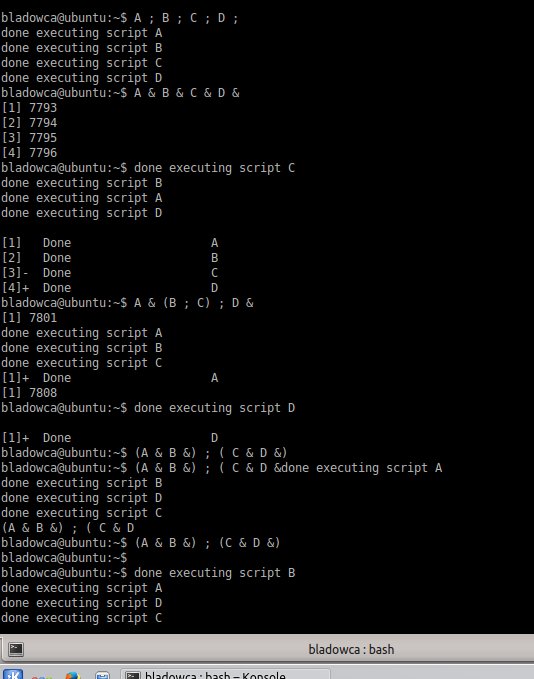 bladowca@ubuntu:~$ A ; B ; C ; D ;
done executing script A
done executing script B
done executing script C
done executing script D
bladowca@ubuntu:~$ A & B & C & D &
[1] 7793
[2] 7794
[3] 7795
[4] 7796
bladowca@ubuntu:~$ done executing script C
done executing script B
done executing script A
done executing script D
[1]   Done                    A
[2]   Done                    B
[3]-  Done                    C
[4]+  Done                    D
bladowca@ubuntu:~$ A & (B ; C) ; D &
[1] 7801
done executing script A
done executing script B
done executing script C
[1]+  Done                    A
[1] 7808
bladowca@ubuntu:~$ done executing script D
[1]+  Done                    D
bladowca@ubuntu:~$ (A & B &) ; ( C & D &)
bladowca@ubuntu:~$ (A & B &) ; ( C & D &done executing script A
done executing script B
done executing script D
done executing script C
(A & B &) ; ( C & D
bladowca@ubuntu:~$ (A & B &) ; (C & D &)
bladowca@ubuntu:~$
bladowca@ubuntu:~$ done executing script B
done executing script A
done executing script D
done executing script C
bladowca : bash
bladowca : bash – Konsole